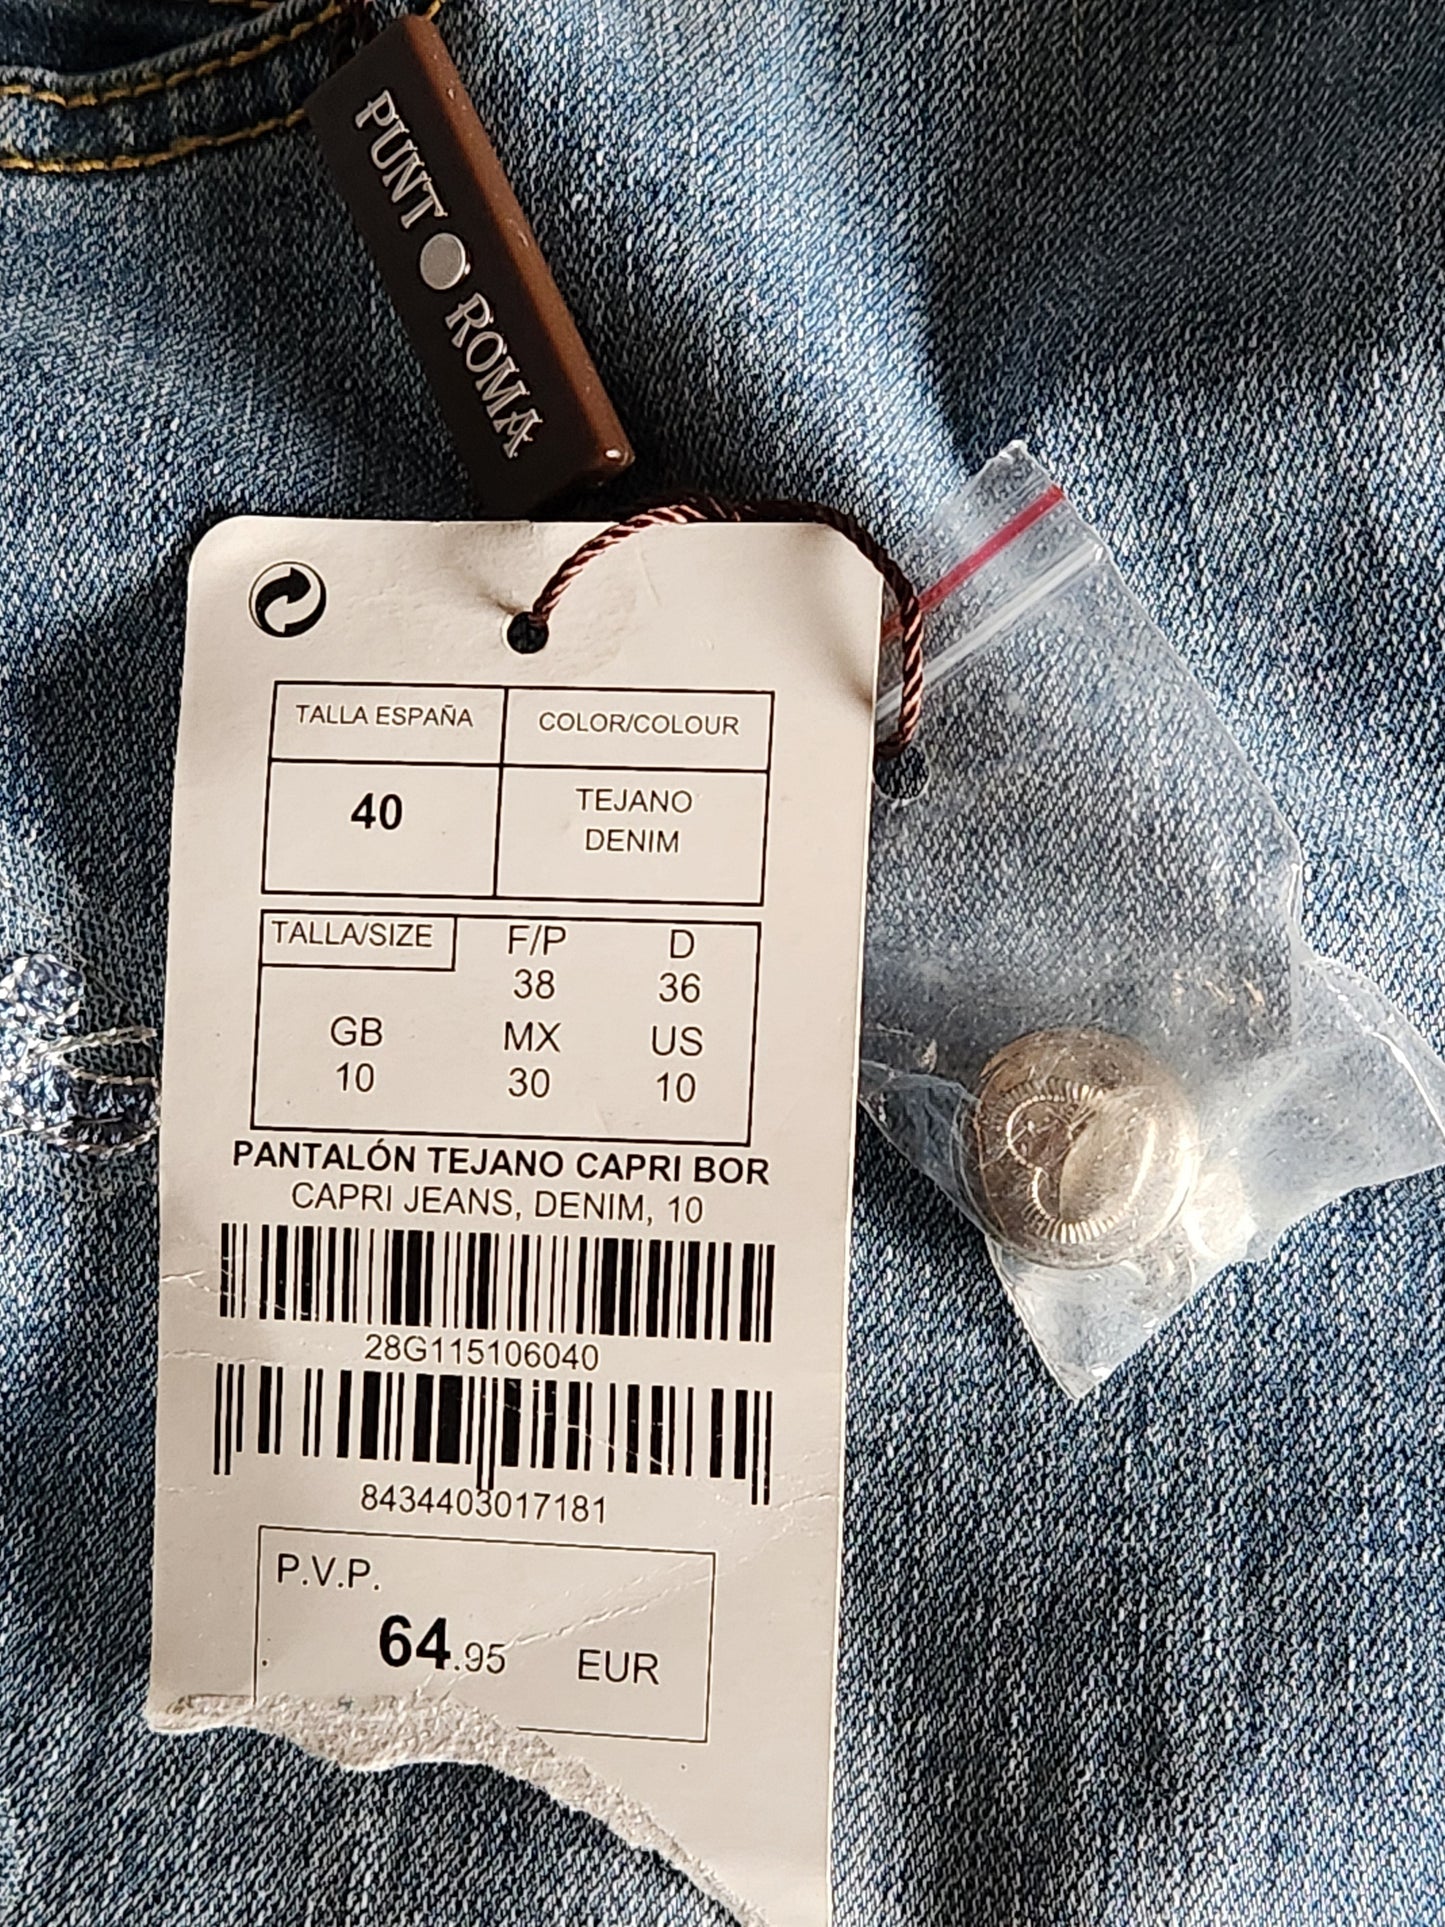 PUNTO ROMA
TALLA ESPAÑA COLOR/COLOUR
40 TEJANO
DENIM
TALLA/SIZE F/P D
38 36
GB MX US
10 30 10
PANTALÓN TEJANO CAPRI BOR
CAPRI JEANS, DENIM, 10
28G115106040
8434403017181
P.V.P.
64.95 EUR